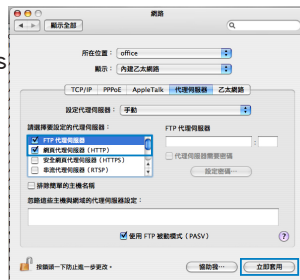 網路
顯示全部
s
所在位置： office
顯示： 內建乙太網路
TCP/IP PPPoE AppleTalk 代理伺服器 乙太網路
設定代理伺服器： 手動
請選擇要設定的代理伺服器： FTP 代理伺服器
FTP 代理伺服器
網頁代理伺服器（HTTP）
安全網頁代理伺服器（HTTPS）
串流代理伺服器（RTSP）
代理伺服器需要密碼
設定密碼…
排除簡單的主機名稱
忽略這些主機與網域的代理伺服器設定：
使用 FTP 被動模式（PASV）
?
按鎖頭一下防止進一步更改。
協助我… 立即套用